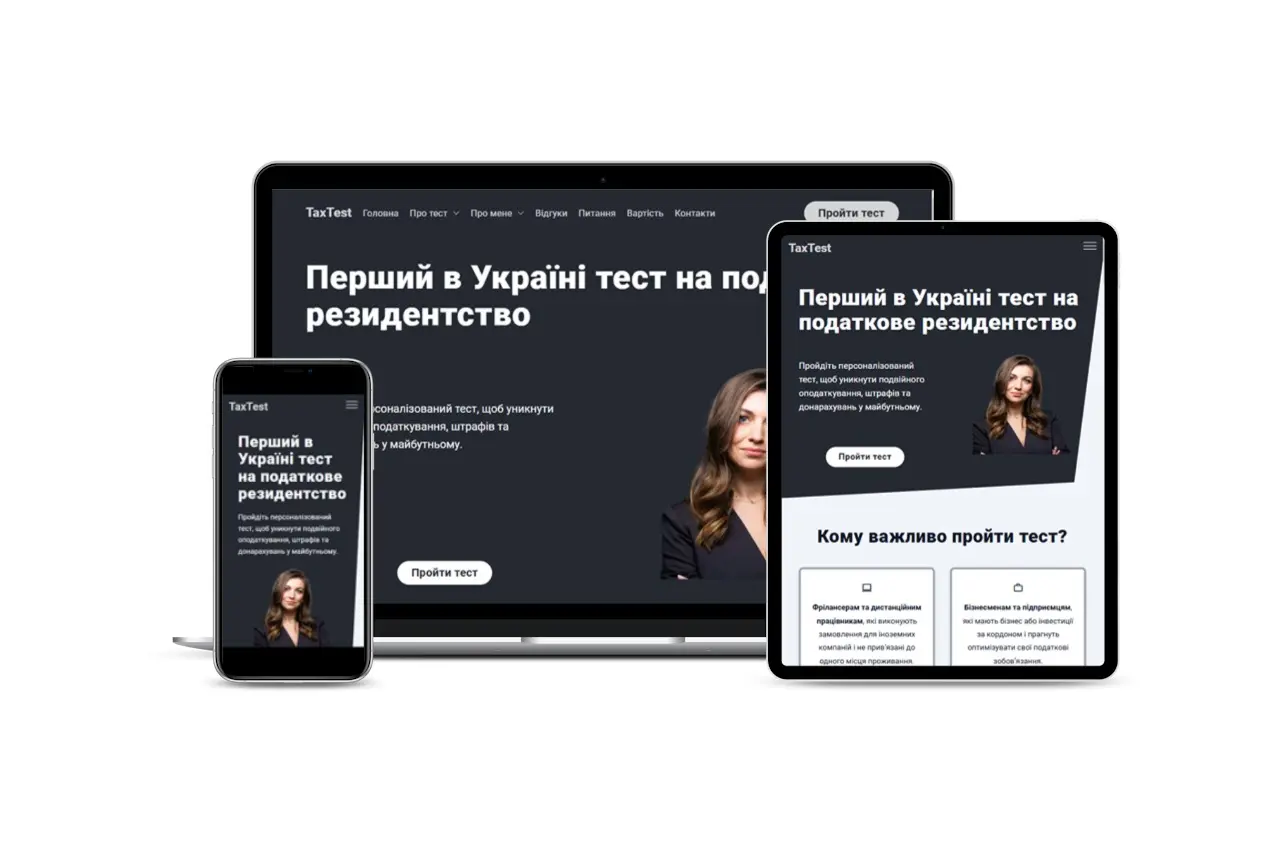 TaxTest Головна Про тест Про мене Відгуки Питання Вартість Контакти Пройти тест
Перший в Україні тест на под
резидентство
соналізований тест, щоб уникнути
податкування, штрафів та
ь у майбутньому.
Пройти тест
TaxTest
Перший в
Україні тест
на податкове
резидентство
Пройдіть персоналізований
тест, щоб уникнути подвійного
оподаткування, штрафів та
донарахувань у майбутньому.
TaxTest
Перший в Україні тест на
податкове резидентство
Пройдіть персоналізований
тест, щоб уникнути подвійного
оподаткування, штрафів та
донарахувань у майбутньому.
Пройти тест
Кому важливо пройти тест?
Фрілансерам та дистанційним
працівникам, які виконують
замовлення для іноземних
компаній і не прив'язані до
одного місця проживання.
Бізнесменам та підприємцям,
які мають бізнес або інвестиції
за кордоном і прагнуть
оптимізувати свої податкові
зобов'язання.